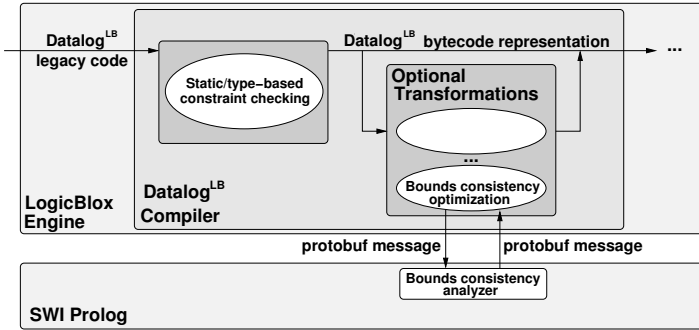 Datalog^LB
legacy code
Datalog^LB bytecode representation
...
Static/type−based
constraint checking
Optional
Transformations
...
Bounds consistency
optimization
Datalog^LB
Compiler
LogicBlox
Engine
protobuf message
protobuf message
Bounds consistency
analyzer
SWI Prolog